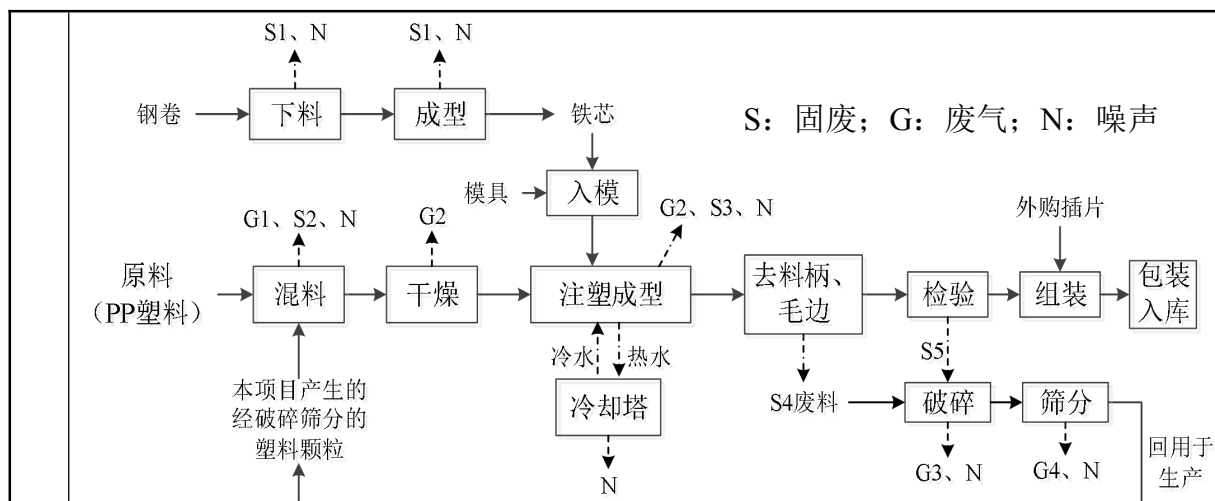 S1、N
S1、N
钢卷
下料
成型
铁芯
S：固废；G：废气；N：噪声
模具
入模
G1、S2、N
G2
G2、S3、N
外购插片
原料
（PP塑料）
混料
干燥
注塑成型
去料柄、
毛边
检验
组装
包装
入库
冷水
热水
S5
本项目产生的
经破碎筛分的
塑料颗粒
冷却塔
S4废料
破碎
筛分
N
G3、N
G4、N
回用于
生产